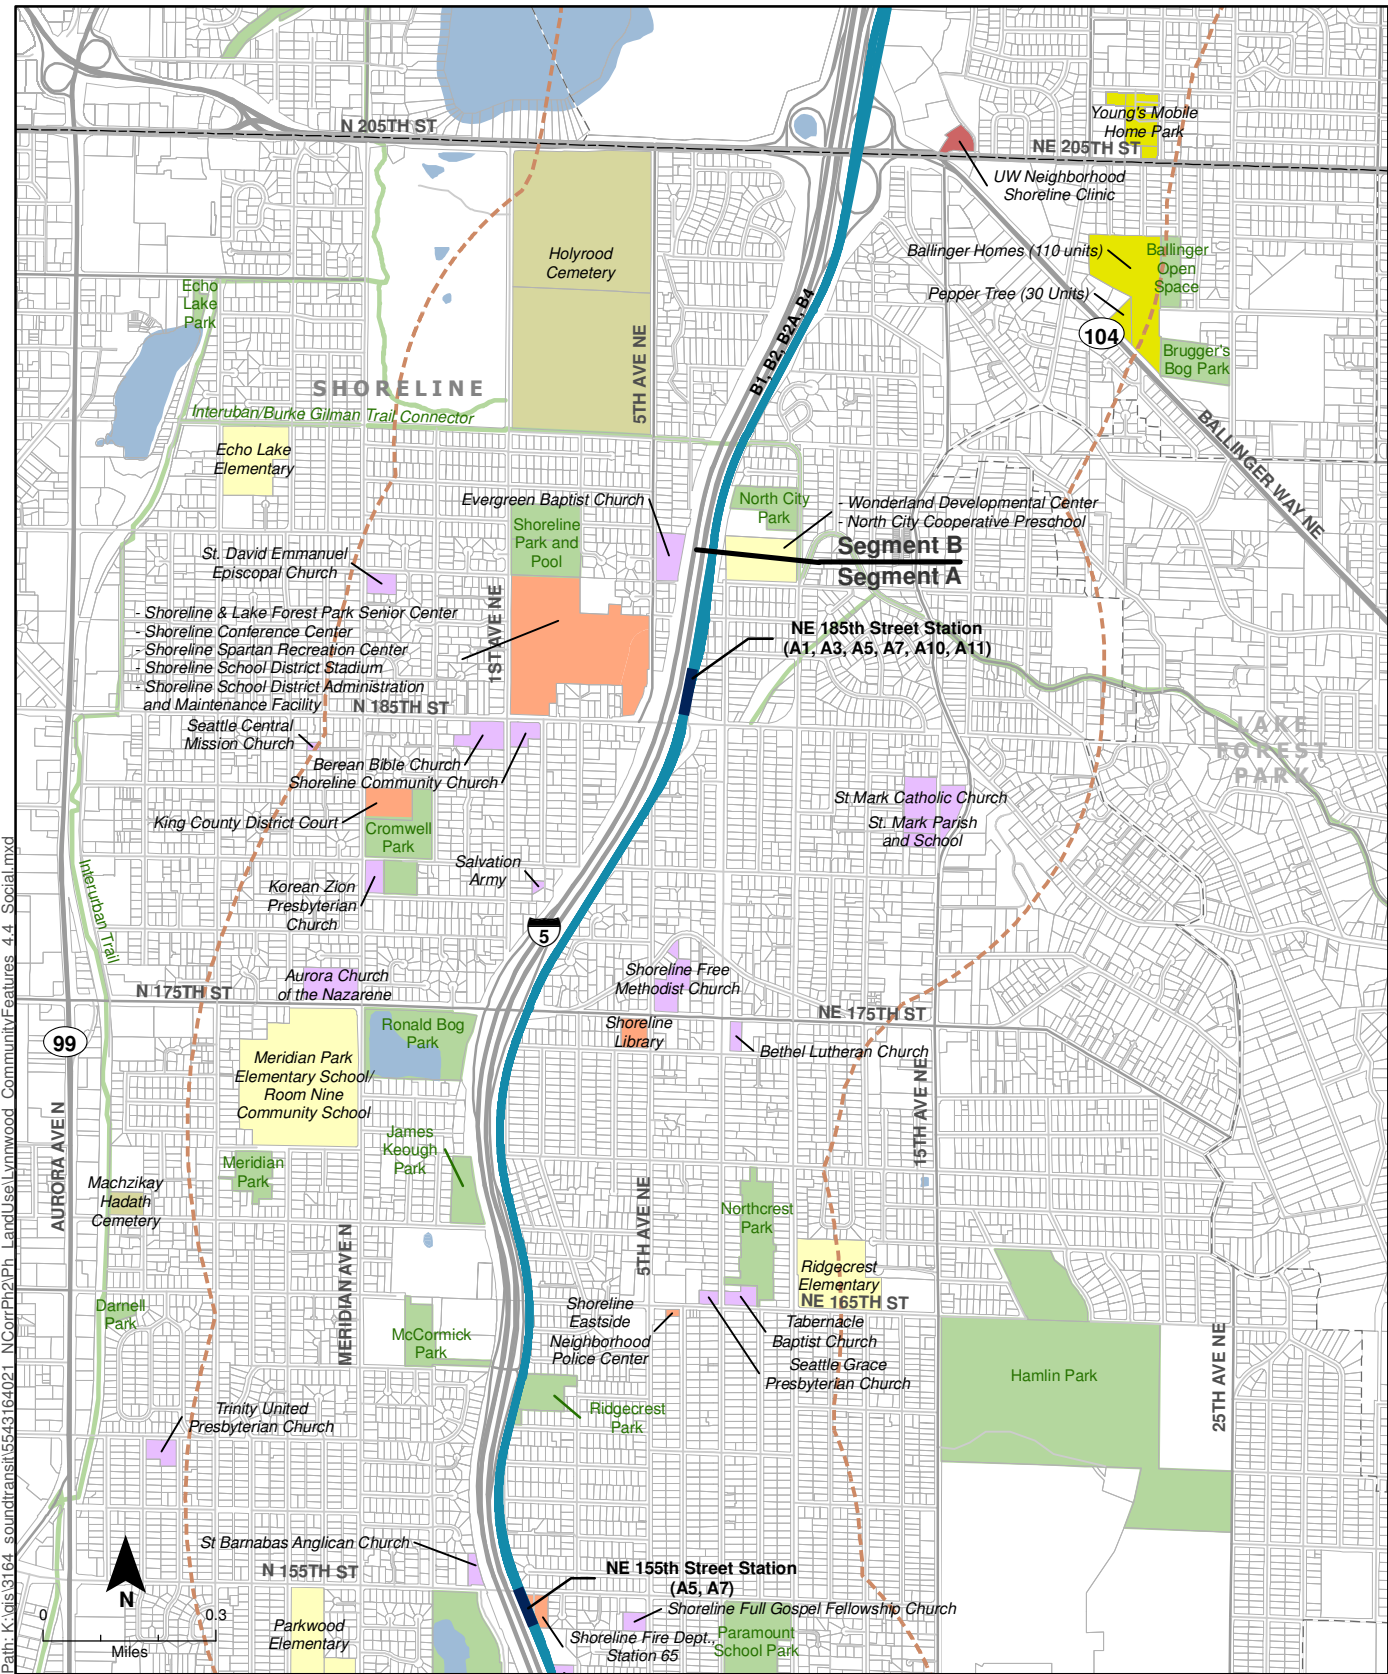 N 205TH ST
Young's Mobile
Home Park
NE 205TH ST
UW Neighborhood
Shoreline Clinic
Holyrood
Cemetery
Ballinger Homes (110 units)
Ballinger
Open
Space
Pepper Tree (30 Units)
Echo
Lake
Park
B1, B2, B2A, B4
104
5TH AVE NE
Brugger's
Bog Park
SHORELINE
Interuban/Burke Gilman Trail Connector
BALLINGER WAY NE
Echo Lake
Elementary
Evergreen Baptist Church
North City
Park
- Wonderland Developmental Center
- North City Cooperative Preschool
Shoreline
Park and
Pool
Segment B
Segment A
St. David Emmanuel
Episcopal Church
- Shoreline & Lake Forest Park Senior Center
- Shoreline Conference Center
- Shoreline Spartan Recreation Center
- Shoreline School District Stadium
- Shoreline School District Administration
and Maintenance Facility
1ST AVE NE
NE 185th Street Station
(A1, A3, A5, A7, A10, A11)
N 185TH ST
Seattle Central
Mission Church
Berean Bible Church
Shoreline Community Church
LAKE
FOREST
PARK
King County District Court
Cromwell
Park
St Mark Catholic Church
St. Mark Parish
and School
Salvation
Army
Korean Zion
Presbyterian
Church
Interurban Trail
5
Aurora Church
of the Nazarene
Shoreline Free
Methodist Church
N 175TH ST
NE 175TH ST
Ronald Bog
Park
Shoreline
Library
99
Bethel Lutheran Church
Meridian Park
Elementary School/
Room Nine
Community School
15TH AVE NE
AURORA AVE N
James
Keough
Park
Meridian
Park
Machzikay
Hadath
Cemetery
Northcrest
Park
5TH AVE NE
MERIDIAN AVE N
Ridgecrest
Elementary
NE 165TH ST
Darnell
Park
Shoreline
Eastside
Neighborhood
Police Center
McCormick
Park
Tabernacle
Baptist Church
Seattle Grace
Presbyterian Church
Hamlin Park
25TH AVE NE
Ridgecrest
Park
Trinity United
Presbyterian Church
St Barnabas Anglican Church
N 155TH ST
NE 155th Street Station
(A5, A7)
N
0
0.3
Miles
Parkwood
Elementary
Shoreline Full Gospel Fellowship Church
Shoreline Fire Dept.,
Station 65
Paramount
School Park
Path: K:\gis\3164_soundtransit\5543164021_NCorrPh2\Ph_LandUse\Lynnwood_CommunityFeatures_4.4_Social.mxd